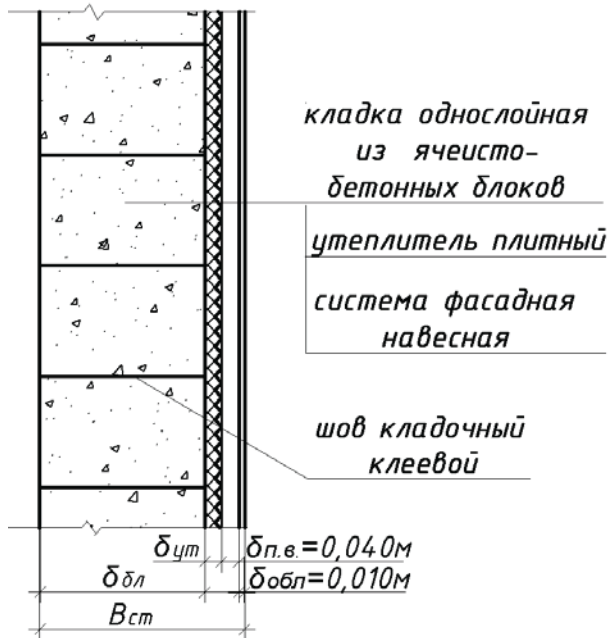 кладка однослойная
из ячеисто-
бетонных блоков
утеплитель плитный
система фасадная
навесная
шов кладочный
клеевой
δут δп.в.=0,040м
δбл δобл=0,010м
Вст